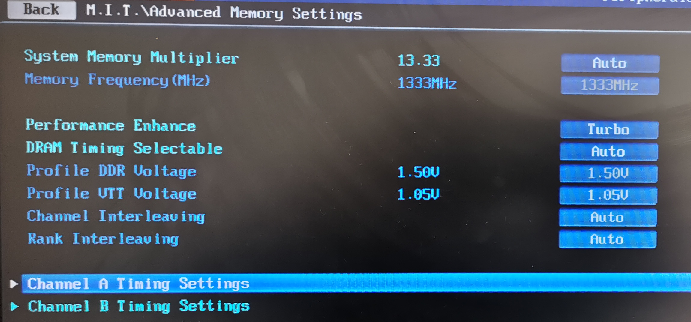 Back M.I.T.\Advanced Memory Settings
System Memory Multiplier 13.33 Auto
Memory Frequency(MHz) 1333MHz 1333MHz
Performance Enhance Turbo
DRAM Timing Selectable Auto
Profile DDR Voltage 1.50V 1.50V
Profile VTT Voltage 1.05V 1.05V
Channel Interleaving Auto
Rank Interleaving Auto
Channel A Timing Settings
Channel B Timing Settings